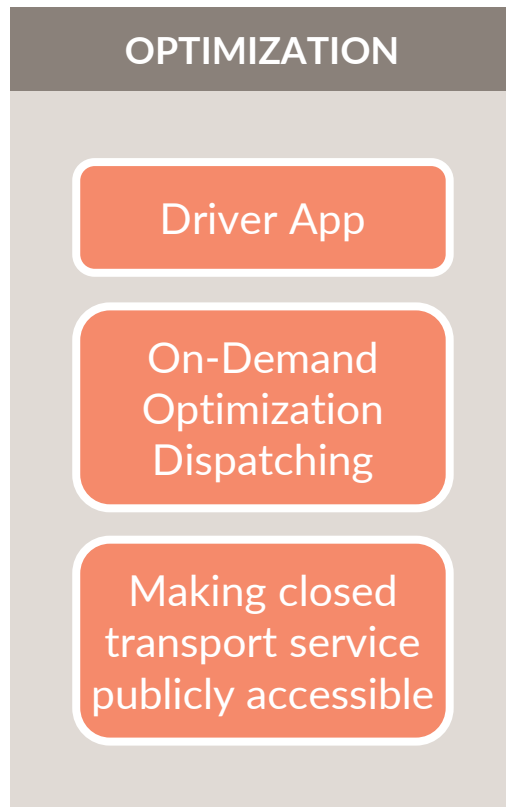 OPTIMIZATION
Driver App
On-Demand
Optimization
Dispatching
Making closed
transport service
publicly accessible